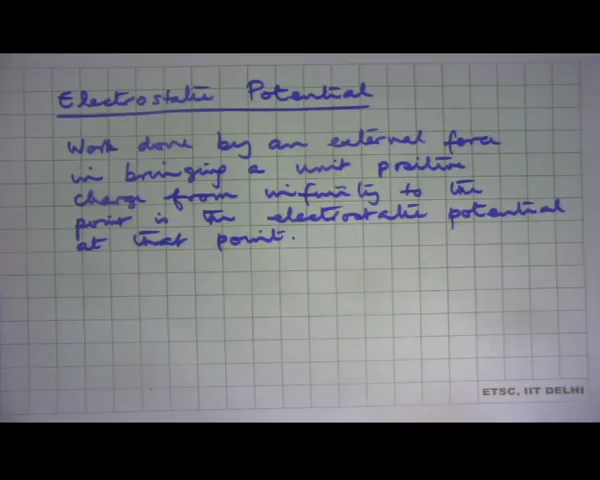 Electrostatic Potential
Work done by an external force
in bringing a unit positive
charge from infinity to the
point is the electrostatic potential
at that point.
ETSC, IIT DELHI